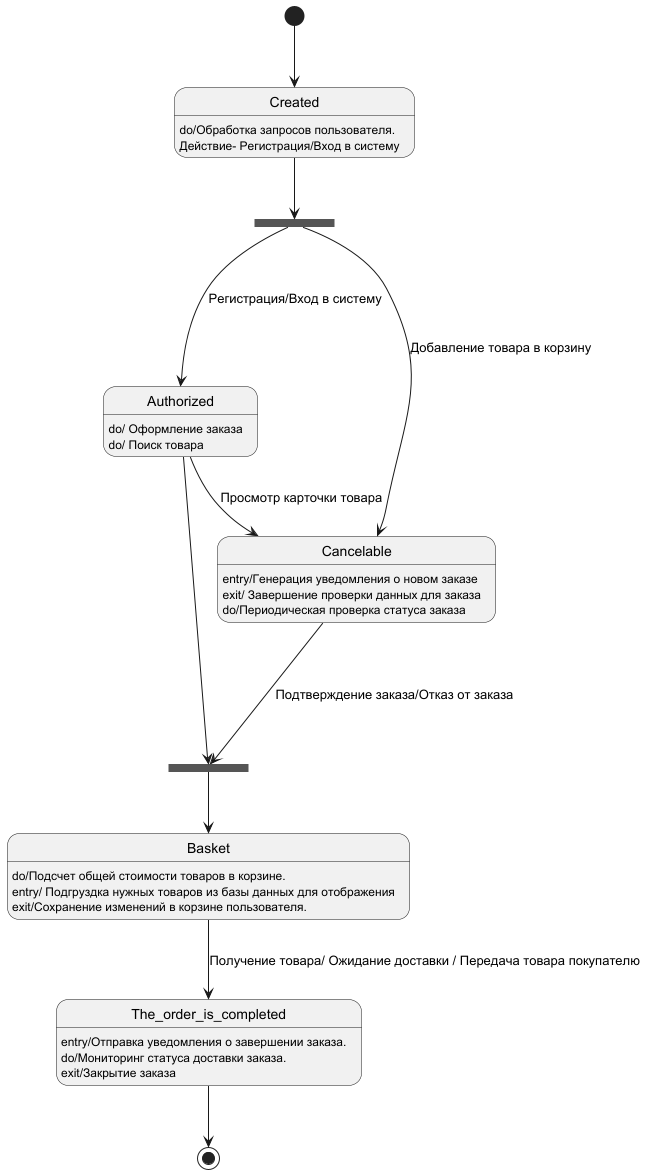 Created
do/Обработка запросов пользователя.
Действие- Регистрация/Вход в систему
Регистрация/Вход в систему
Добавление товара в корзину
Authorized
do/ Оформление заказа
do/ Поиск товара
Просмотр карточки товара
Cancelable
entry/Генерация уведомления о новом заказе
exit/ Завершение проверки данных для заказа
do/Периодическая проверка статуса заказа
Подтверждение заказа/Отказ от заказа
Basket
do/Подсчет общей стоимости товаров в корзине.
entry/ Подгруздка нужных товаров из базы данных для отображения
exit/Сохранение изменений в корзине пользователя.
Получение товара/ Ожидание доставки / Передача товара покупателю
The_order_is_completed
entry/Отправка уведомления о завершении заказа.
do/Мониторинг статуса доставки заказа.
exit/Закрытие заказа